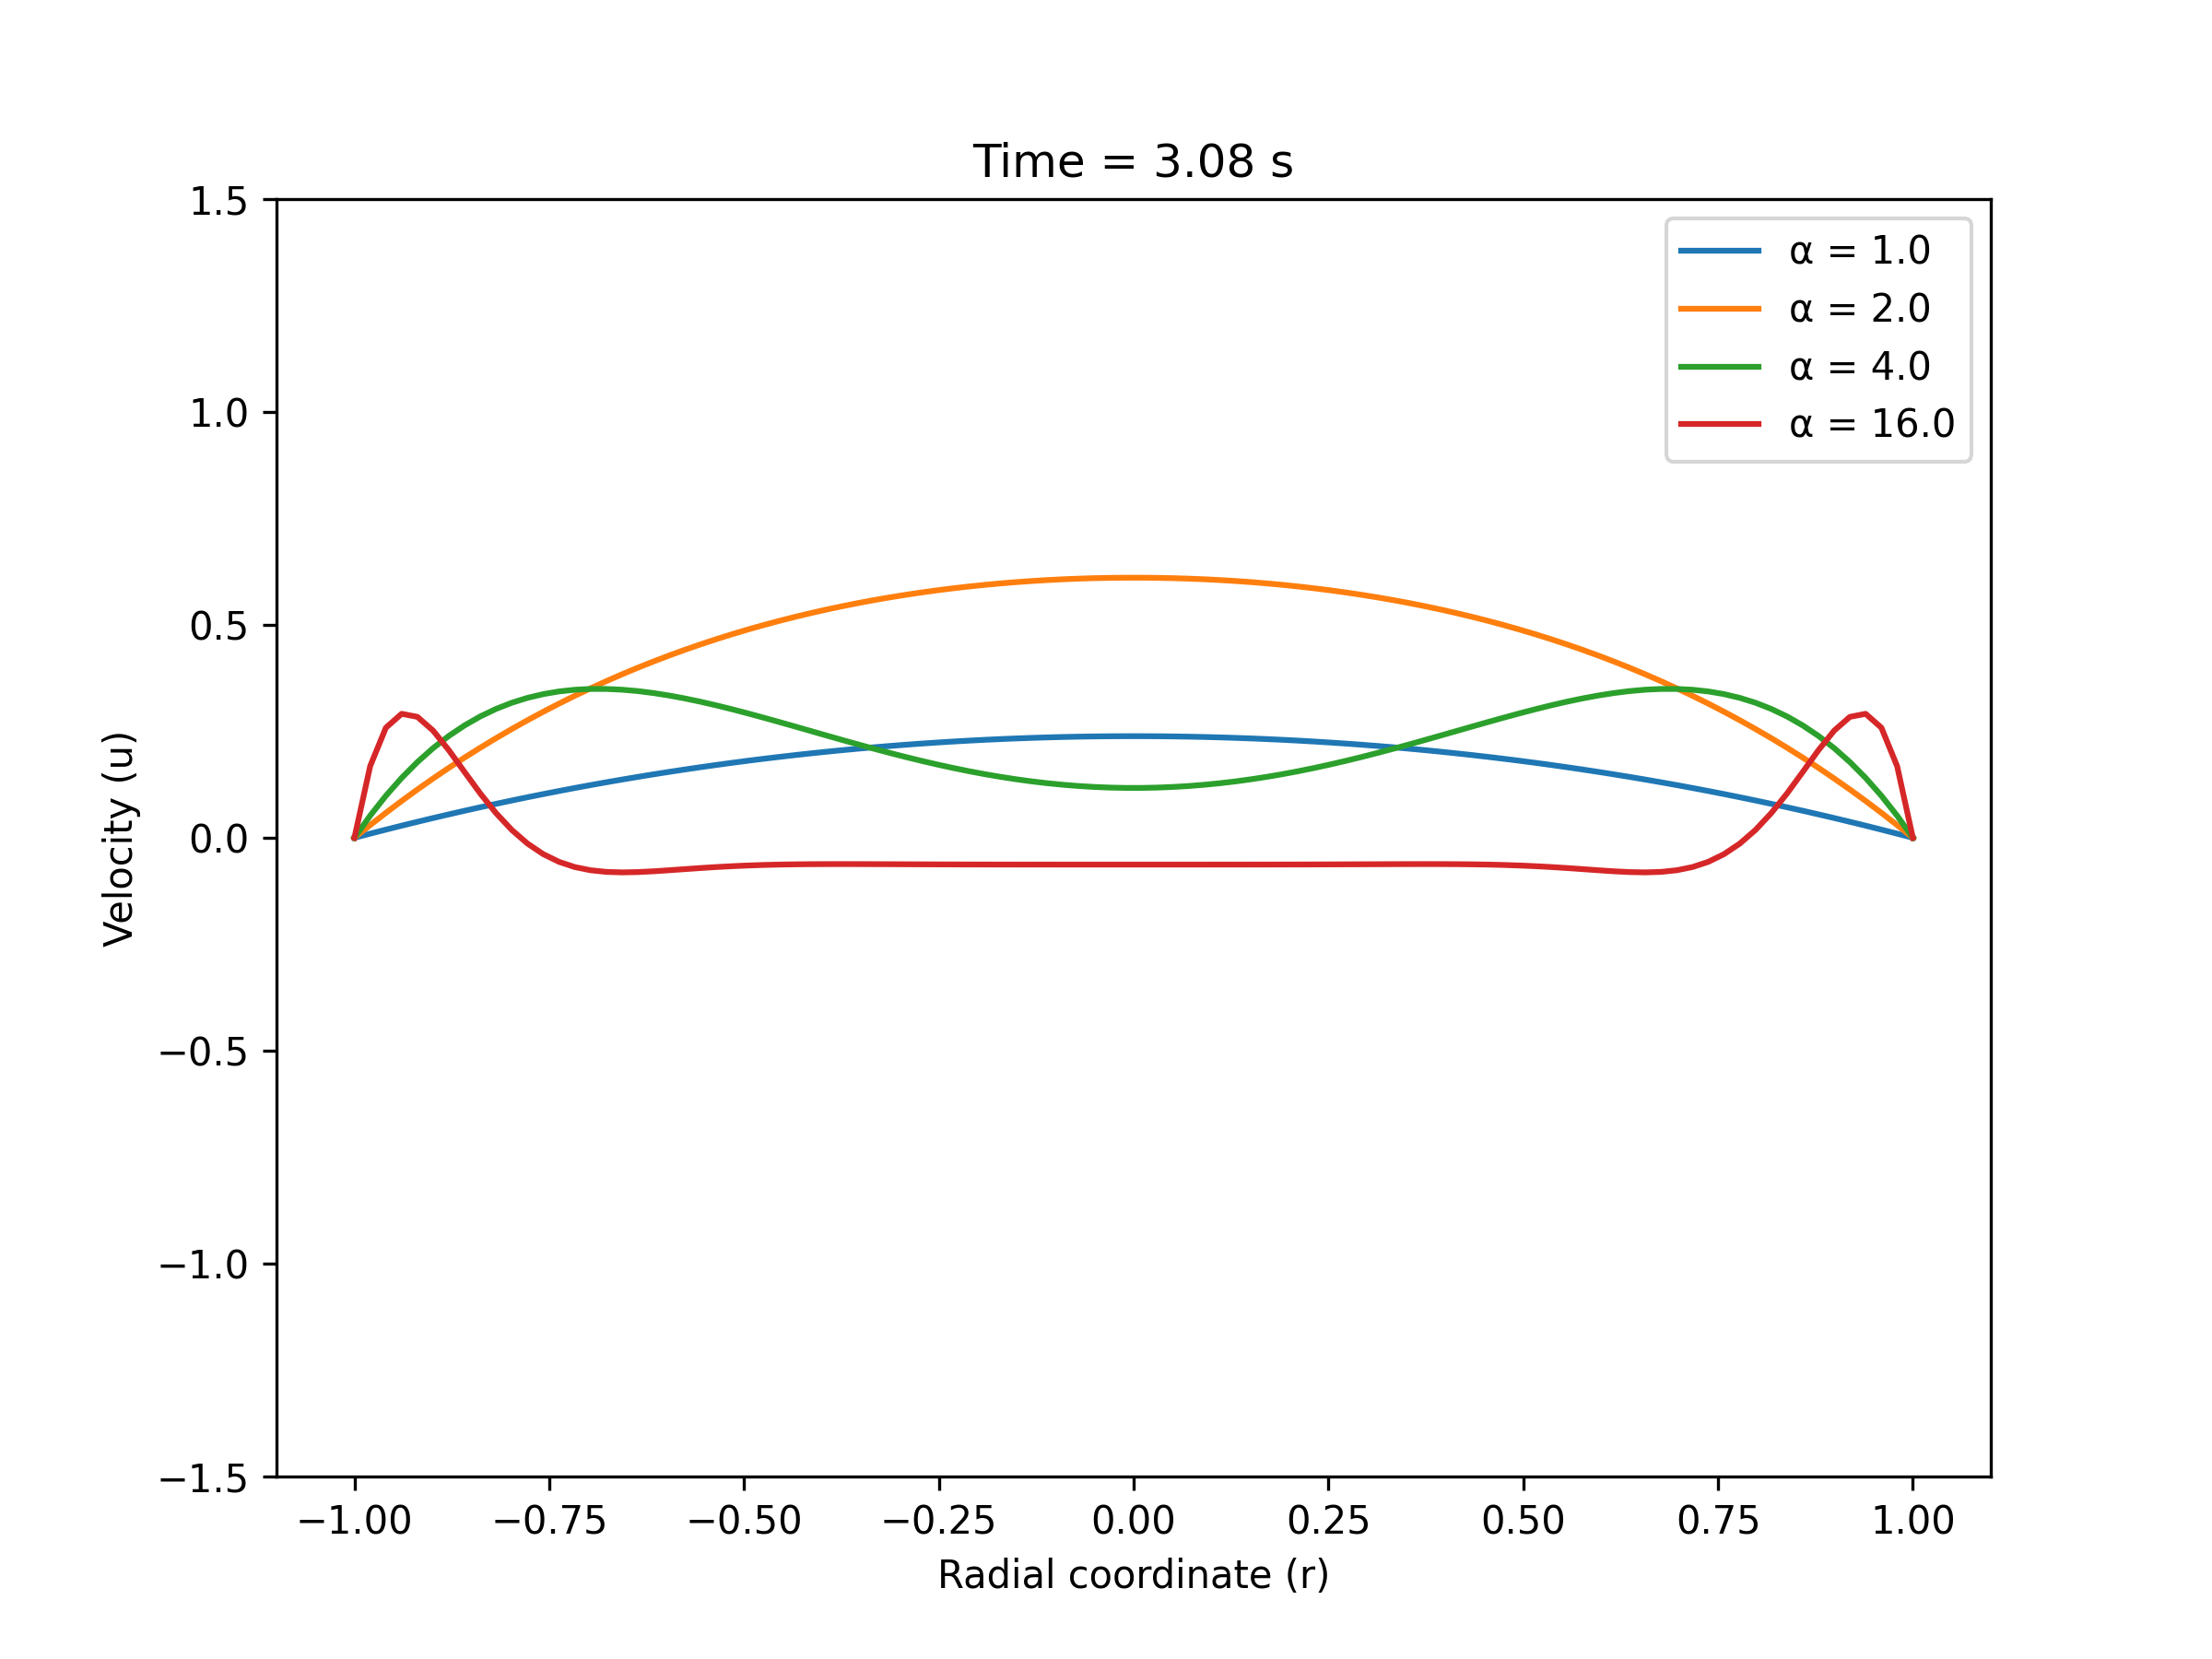 Time = 3.08 s
α = 1.0
α = 2.0
α = 4.0
α = 16.0
Velocity (u)
1.5
1.0
0.5
0.0
−0.5
−1.0
−1.5
−1.00 −0.75 −0.50 −0.25 0.00 0.25 0.50 0.75 1.00
Radial coordinate (r)